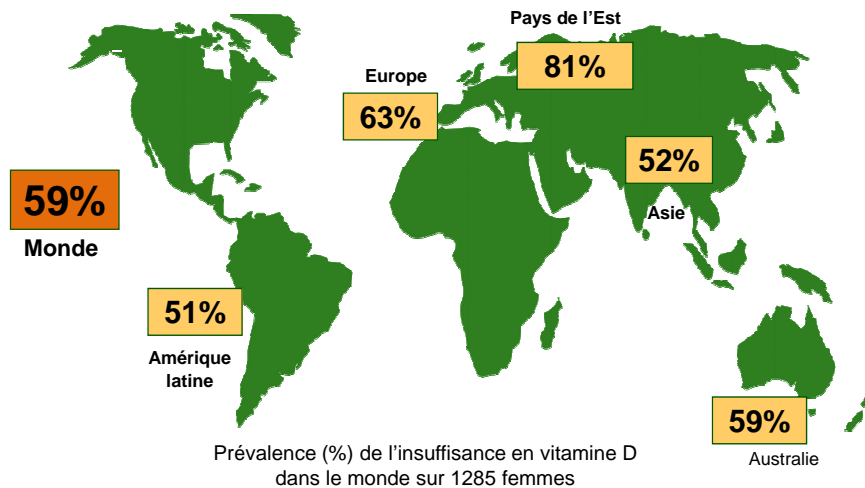 Pays de l’Est
81%
Europe
63%
52%
Asie
59%
Monde
51%
Amérique
latine
59%
Australie
Prévalence (%) de l’insuffisance en vitamine D
dans le monde sur 1285 femmes